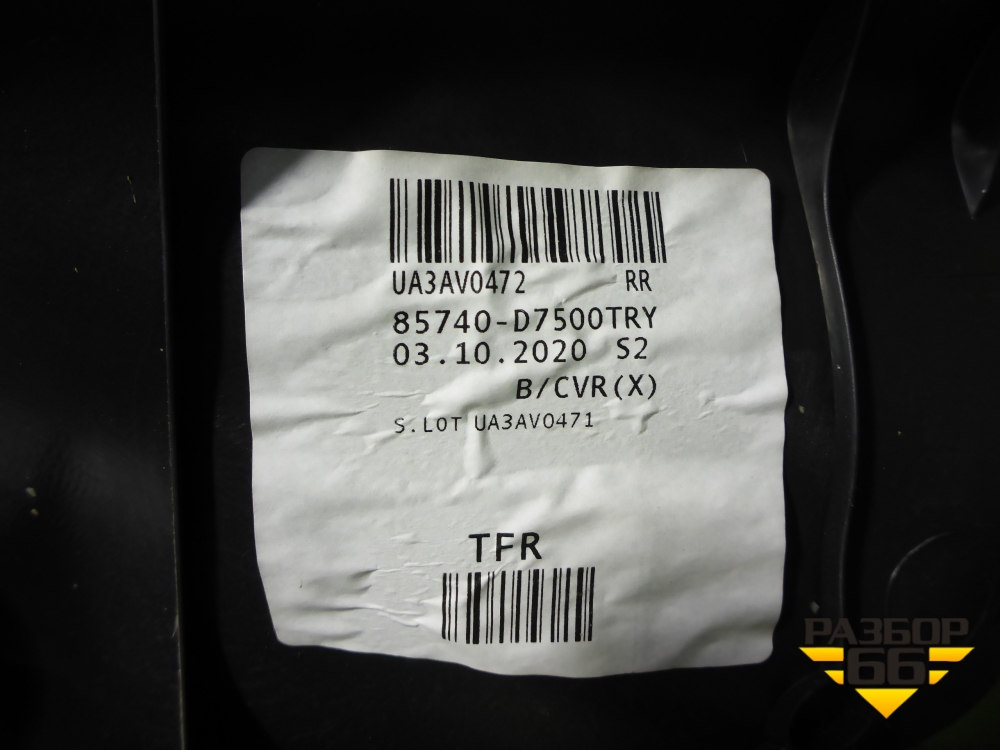 UA3AV0472 RR
85740-D7500TRY
03.10.2020 S2
B/CVR(X)
S.LOT UA3AV0471
TFR
РАЗБОР
66